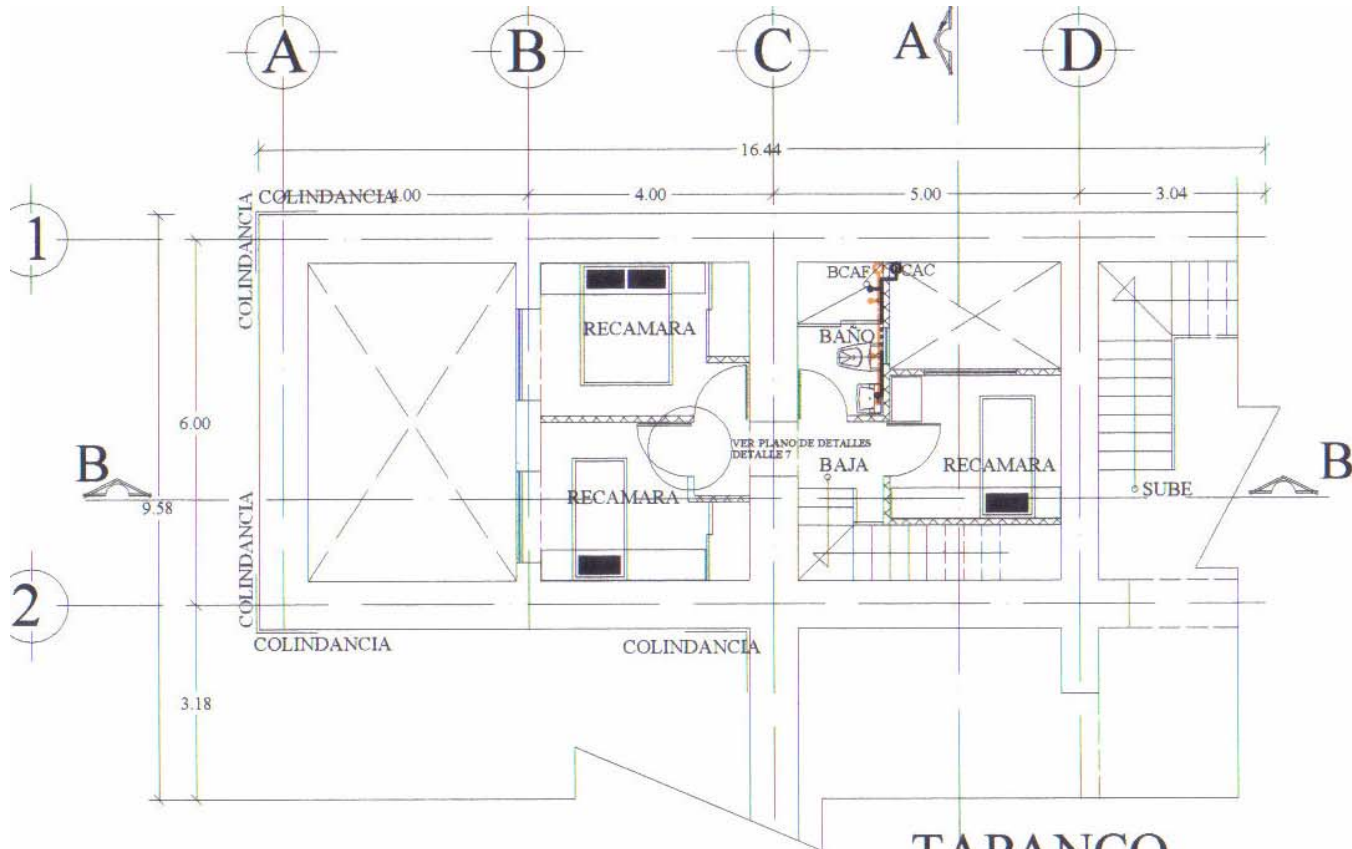 A
B
C
A
D
16.44
COLINDANCIA
4.00
4.00
5.00
3.04
1
COLINDANCIA
BCAF
CAC
RECAMARA
BAÑO
6.00
VER PLANO DE DETALLES
DETALLE 7
B
BAJA
RECAMARA
B
RECAMARA
SUBE
9.58
COLINDANCIA
2
COLINDANCIA
COLINDANCIA
3.18
TAPANCO